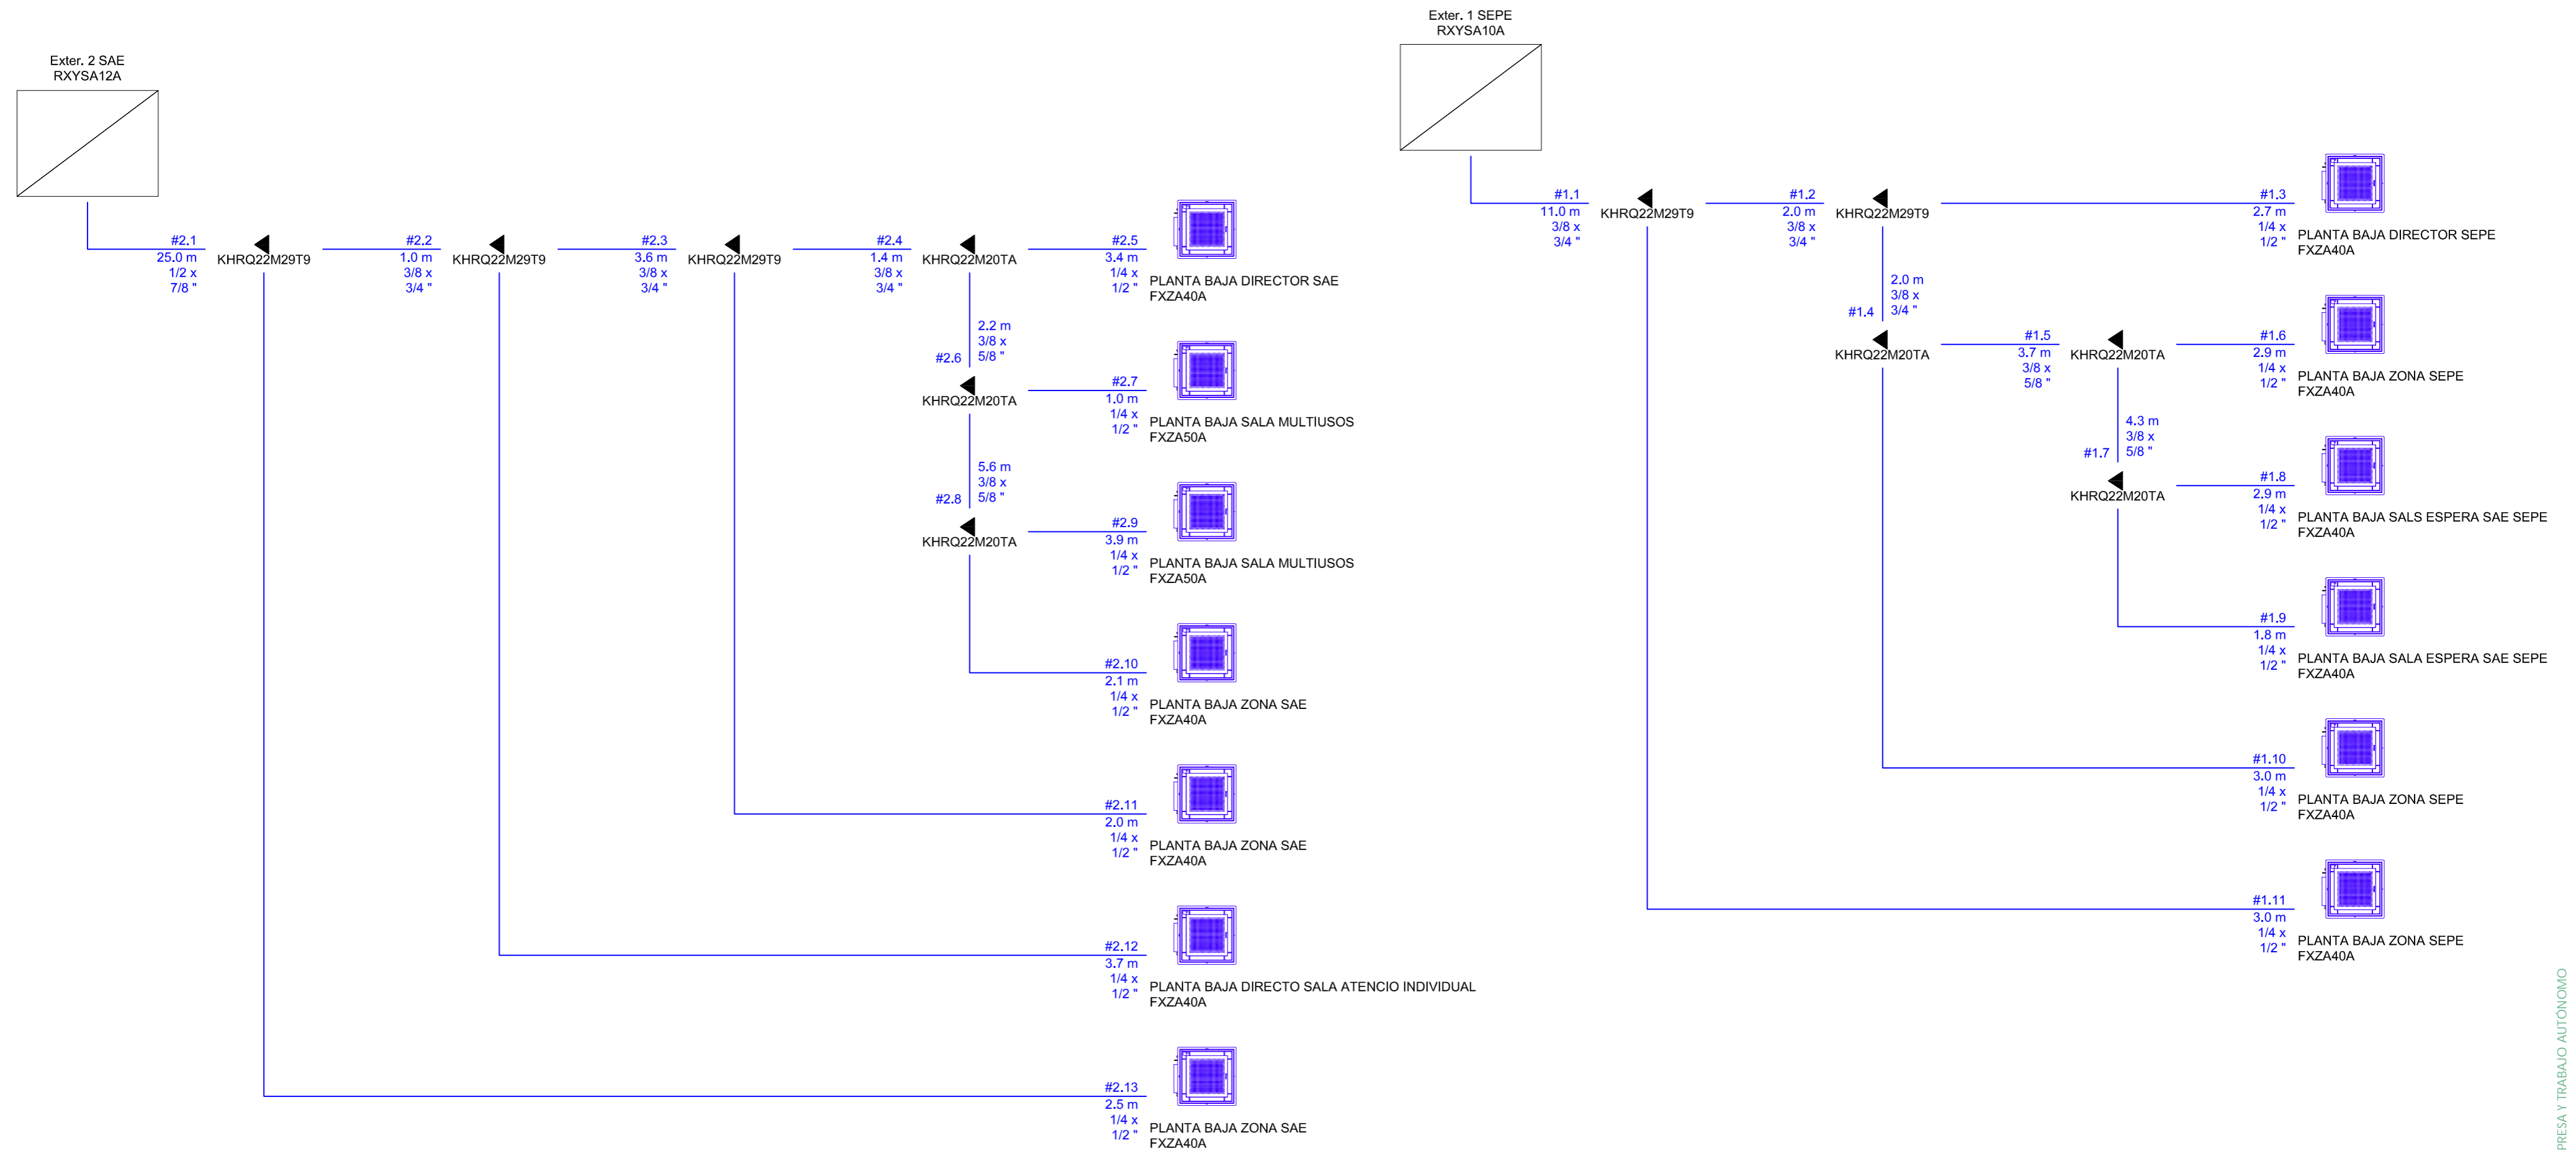 Exter. 2 SAE
RXYSA12A
#2.1
25.0 m
1/2 x
7/8 "
KHRQ22M29T9
#2.2
1.0 m
3/8 x
3/4 "
KHRQ22M29T9
#2.3
3.6 m
3/8 x
3/4 "
KHRQ22M29T9
#2.4
1.4 m
3/8 x
3/4 "
KHRQ22M20TA
#2.5
3.4 m
1/4 x
1/2 "
PLANTA BAJA DIRECTOR SAE
FXZA40A
2.2 m
3/8 x
5/8 "
#2.6
KHRQ22M20TA
#2.7
1.0 m
1/4 x
1/2 "
PLANTA BAJA SALA MULTIUSOS
FXZA50A
5.6 m
3/8 x
5/8 "
#2.8
KHRQ22M20TA
#2.9
3.9 m
1/4 x
1/2 "
PLANTA BAJA SALA MULTIUSOS
FXZA50A
#2.10
2.1 m
1/4 x
1/2 "
PLANTA BAJA ZONA SAE
FXZA40A
#2.11
2.0 m
1/4 x
1/2 "
PLANTA BAJA ZONA SAE
FXZA40A
#2.12
3.7 m
1/4 x
1/2 "
PLANTA BAJA DIRECTO SALA ATENCIO INDIVIDUAL
FXZA40A
#2.13
2.5 m
1/4 x
1/2 "
PLANTA BAJA ZONA SAE
FXZA40A
Exter. 1 SEPE
RXYSA10A
#1.1
11.0 m
3/8 x
3/4 "
KHRQ22M29T9
#1.2
2.0 m
3/8 x
3/4 "
KHRQ22M29T9
#1.3
2.7 m
1/4 x
1/2 "
PLANTA BAJA DIRECTOR SEPE
FXZA40A
2.0 m
3/8 x
3/4 "
#1.4
KHRQ22M20TA
#1.5
3.7 m
3/8 x
5/8 "
KHRQ22M20TA
#1.6
2.9 m
1/4 x
1/2 "
PLANTA BAJA ZONA SEPE
FXZA40A
4.3 m
3/8 x
5/8 "
#1.7
KHRQ22M20TA
#1.8
2.9 m
1/4 x
1/2 "
PLANTA BAJA SALS ESPERA SAE SEPE
FXZA40A
#1.9
1.8 m
1/4 x
1/2 "
PLANTA BAJA SALA ESPERA SAE SEPE
FXZA40A
#1.10
3.0 m
1/4 x
1/2 "
PLANTA BAJA ZONA SEPE
FXZA40A
#1.11
3.0 m
1/4 x
1/2 "
PLANTA BAJA ZONA SEPE
FXZA40A
PRESA Y TRABAJO AUTÓNOMO